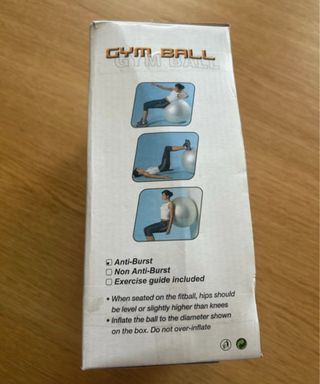 GYM BALL
GYM BALL
Anti-Burst
Non Anti-Burst
Exercise guide included
• When seated on the fitball, hips should
be level or slightly higher than knees
• Inflate the ball to the diameter shown
on the box. Do not over-inflate